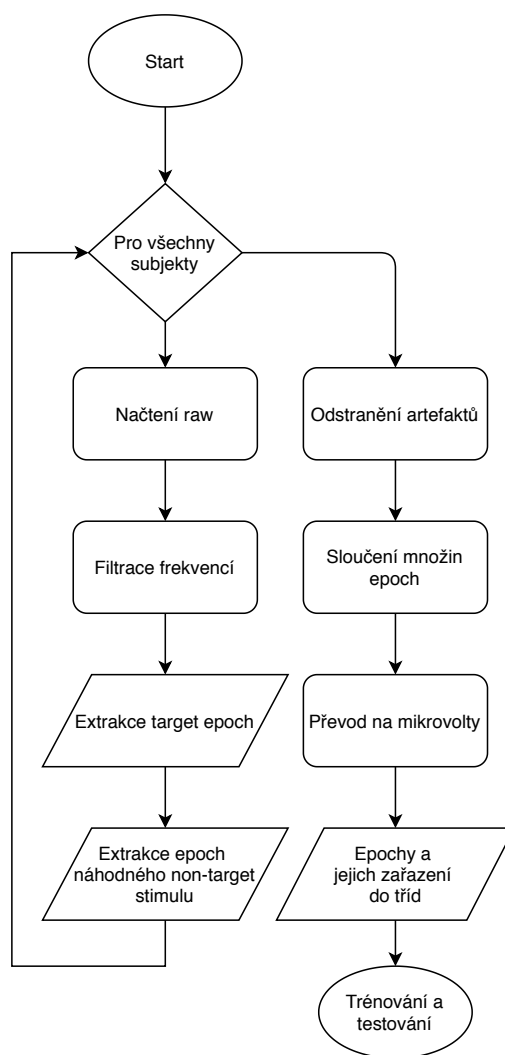 Start
Pro všechny
subjekty
Načtení raw
Filtrace frekvencí
Extrakce target epoch
Extrakce epoch
náhodného non-target
stimulu
Odstranění artefaktů
Sloučení množin
epoch
Převod na mikrovolty
Epochy a
jejich zařazení
do tříd
Trénování a
testování